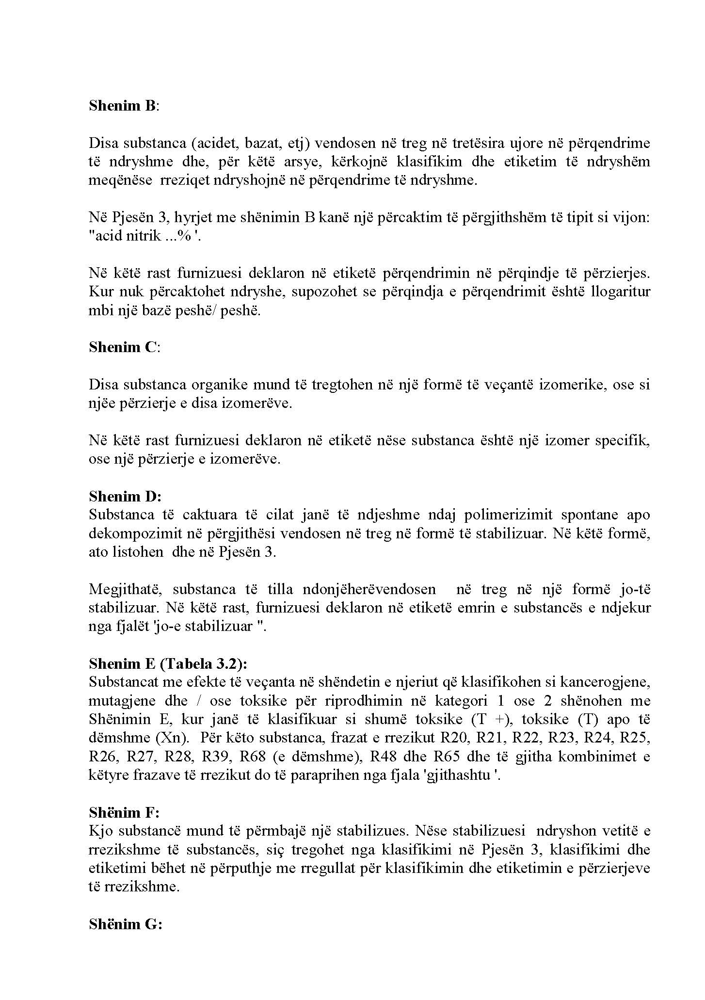 Shenim B:
Disa substanca (acidet, bazat, etj) vendosen në treg në tretësira ujore në përqendrime
të ndryshme dhe, për këtë arsye, kërkojnë klasifikim dhe etiketim të ndryshëm
meqënëse  rreziqet ndryshojnë në përqendrime të ndryshme.
Në Pjesën 3, hyrjet me shënimin B kanë një përcaktim të përgjithshëm të tipit si vijon:
"acid nitrik ...% '.
Në këtë rast furnizuesi deklaron në etiketë përqendrimin në përqindje të përzierjes.
Kur nuk përcaktohet ndryshe, supozohet se përqindja e përqendrimit është llogaritur
mbi një bazë peshë/ peshë.
Shenim C:
Disa substanca organike mund të tregtohen në një formë të veçantë izomerike, ose si
njëe përzierje e disa izomerëve.
Në këtë rast furnizuesi deklaron në etiketë nëse substanca është një izomer specifik,
ose një përzierje e izomerëve.
Shenim D:
Substanca të caktuara të cilat janë të ndjeshme ndaj polimerizimit spontane apo
dekompozimit në përgjithësi vendosen në treg në formë të stabilizuar. Në këtë formë,
ato listohen  dhe në Pjesën 3.
Megjithatë, substanca të tilla ndonjëherëvendosen  në treg në një formë jo-të
stabilizuar. Në këtë rast, furnizuesi deklaron në etiketë emrin e substancës e ndjekur
nga fjalët 'jo-e stabilizuar ".
Shenim E (Tabela 3.2):
Substancat me efekte të veçanta në shëndetin e njeriut që klasifikohen si kancerogjene,
mutagjene dhe / ose toksike për riprodhimin në kategori 1 ose 2 shënohen me
Shënimin E, kur janë të klasifikuar si shumë toksike (T +), toksike (T) apo të
dëmshme (Xn).  Për këto substanca, frazat e rrezikut R20, R21, R22, R23, R24, R25,
R26, R27, R28, R39, R68 (e dëmshme), R48 dhe R65 dhe të gjitha kombinimet e
këtyre frazave të rrezikut do të paraprihen nga fjala 'gjithashtu '.
Shënim F:
Kjo substancë mund të përmbajë një stabilizues. Nëse stabilizuesi  ndryshon vetitë e
rrezikshme të substancës, siç tregohet nga klasifikimi në Pjesën 3, klasifikimi dhe
etiketimi bëhet në përputhje me rregullat për klasifikimin dhe etiketimin e përzierjeve
të rrezikshme.
Shënim G: